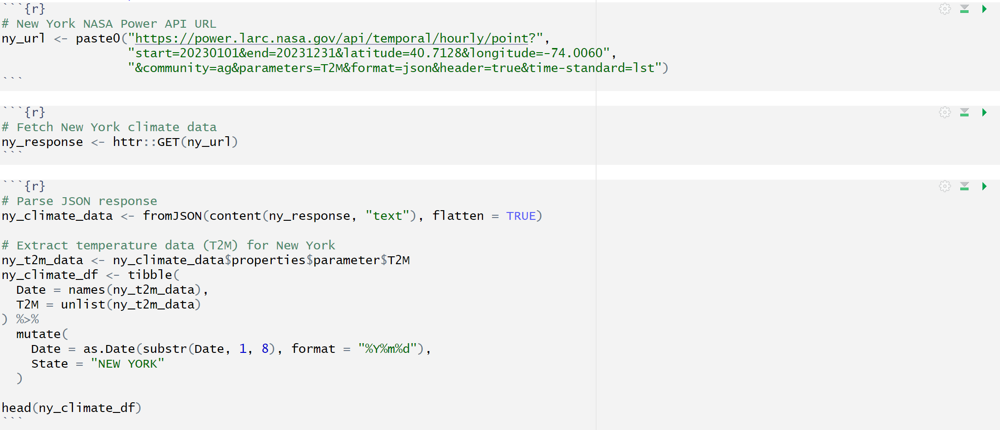 ```{r}
# New York NASA Power API URL
ny_url <- paste0("https://power.larc.nasa.gov/api/temporal/hourly/point?",
                 "start=20230101&end=20231231&latitude=40.7128&longitude=-74.0060",
                 "&community=ag&parameters=T2M&format=json&header=true&time-standard=lst")
```
```{r}
# Fetch New York climate data
ny_response <- httr::GET(ny_url)
```
```{r}
# Parse JSON response
ny_climate_data <- fromJSON(content(ny_response, "text"), flatten = TRUE)
# Extract temperature data (T2M) for New York
ny_t2m_data <- ny_climate_data$properties$parameter$T2M
ny_climate_df <- tibble(
  Date = names(ny_t2m_data),
  T2M = unlist(ny_t2m_data)
) %>%
  mutate(
    Date = as.Date(substr(Date, 1, 8), format = "%Y%m%d"),
    State = "NEW YORK"
  )
head(ny_climate_df)
```